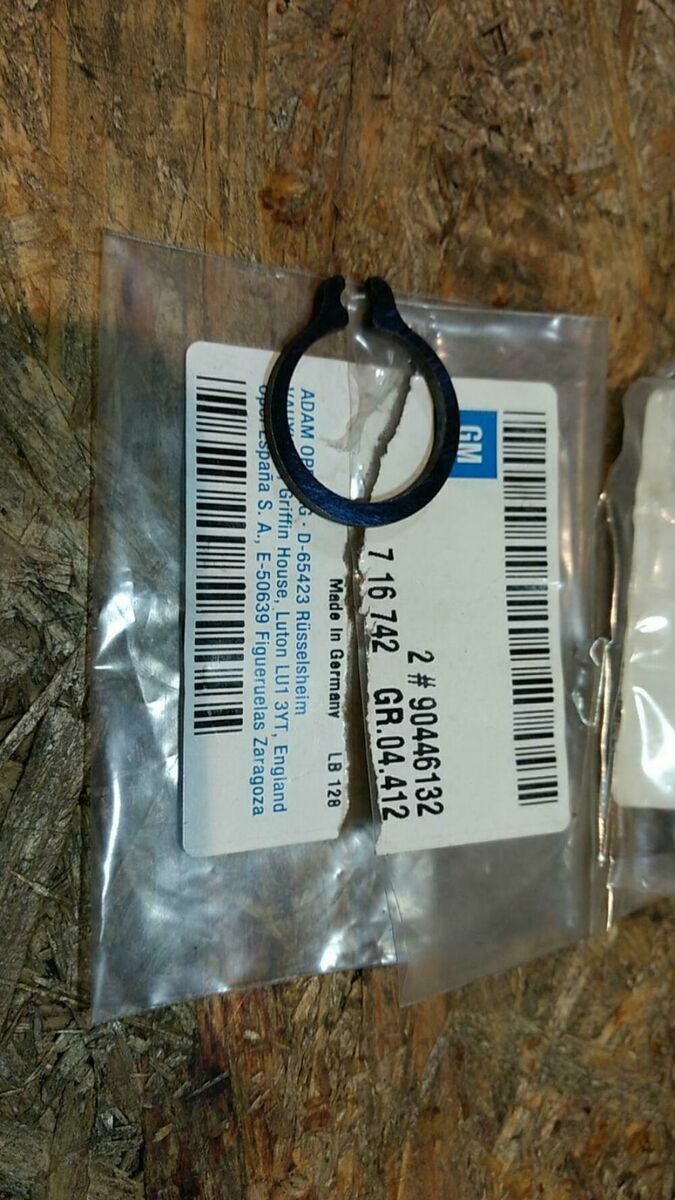 GM
2 # 90446132
7 16 742 GR.04.412
Made in Germany LB 128
ADAM · D-65423 Rüsselsheim
Griffin House, Luton LU1 3YT, England
Opel España S. A., E-50639 Figueruelas Zaragoza